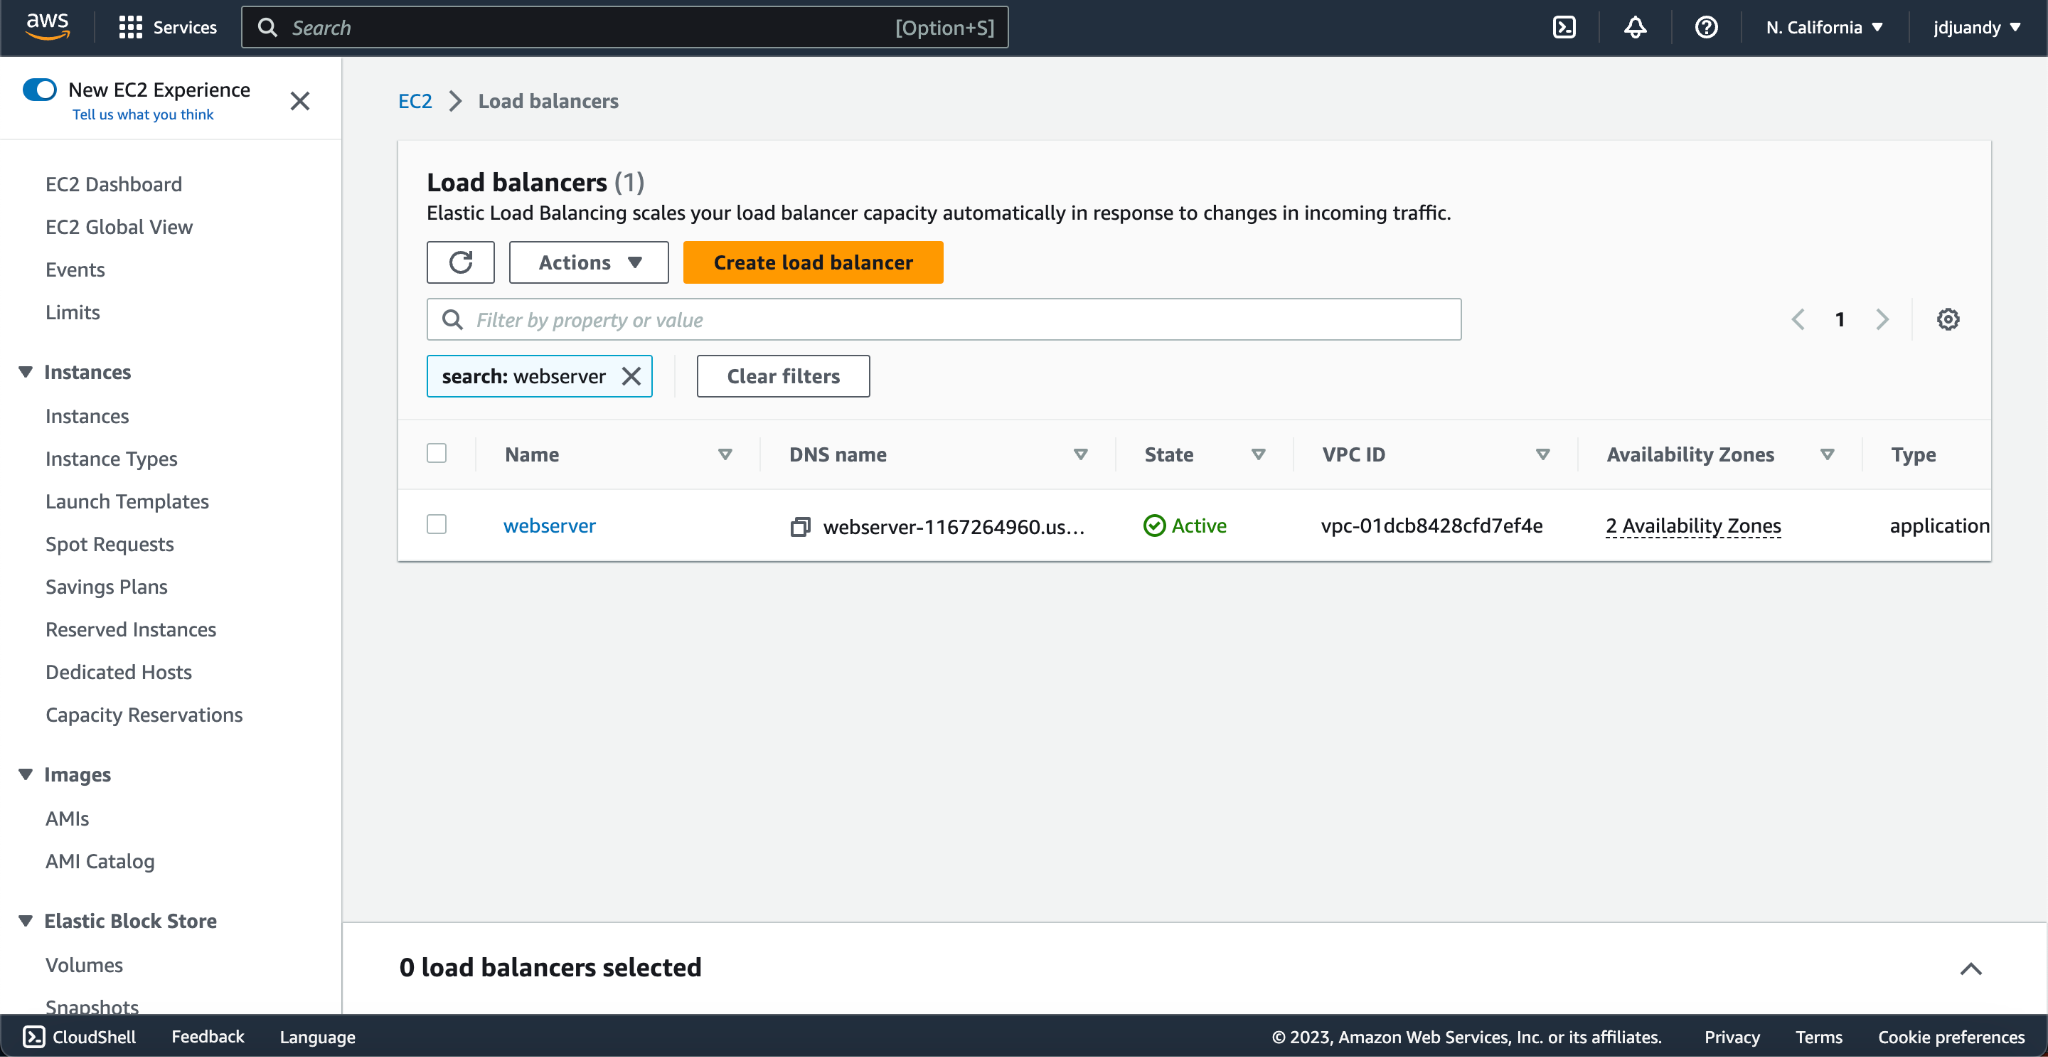 aws
Services
Search
[Option+S]
N. California
jdjuandy
New EC2 Experience
Tell us what you think
EC2 Dashboard
EC2 Global View
Events
Limits
Instances
Instances
Instance Types
Launch Templates
Spot Requests
Savings Plans
Reserved Instances
Dedicated Hosts
Capacity Reservations
Images
AMIs
AMI Catalog
Elastic Block Store
Volumes
Snapshots
EC2 > Load balancers
Load balancers (1)
Elastic Load Balancing scales your load balancer capacity automatically in response to changes in incoming traffic.
Actions
Create load balancer
Filter by property or value
1
search: webserver
Clear filters
Name DNS name State VPC ID Availability Zones Type
webserver webserver-1167264960.us... Active vpc-01dcb8428cfd7ef4e 2 Availability Zones application
0 load balancers selected
CloudShell Feedback Language © 2023, Amazon Web Services, Inc. or its affiliates. Privacy Terms Cookie preferences